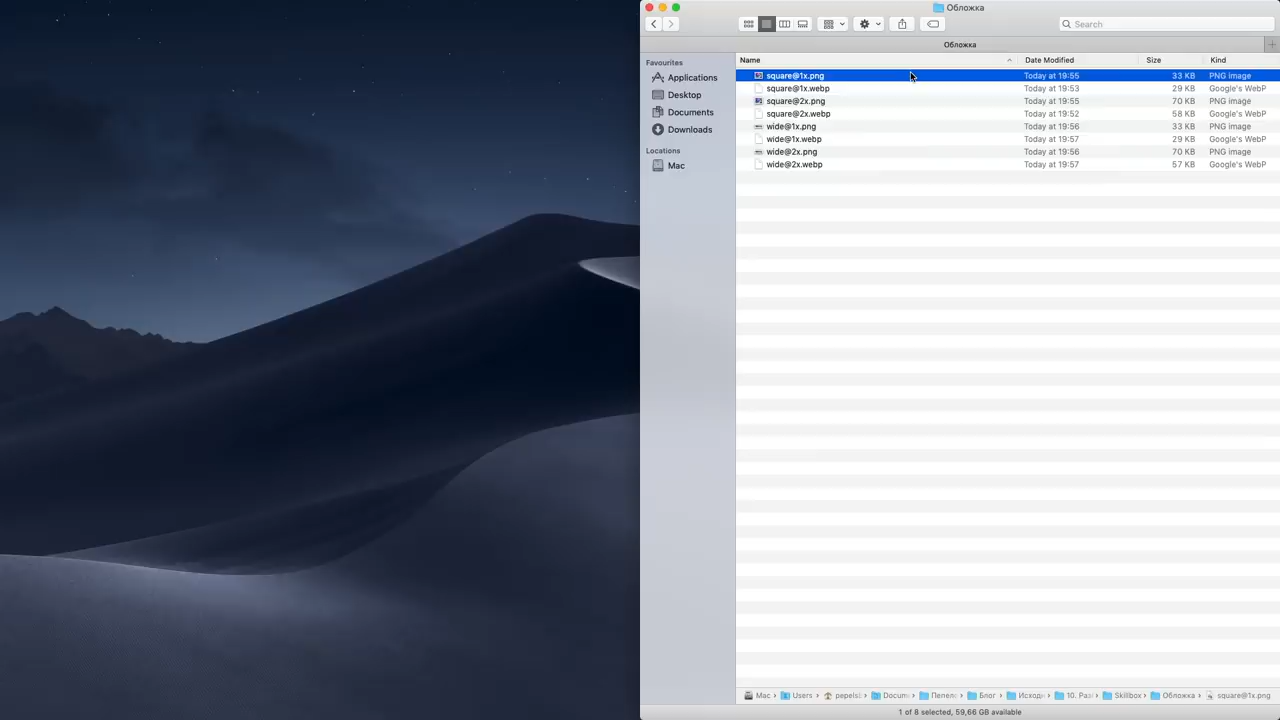 Обложка
Search
Обложка
Favourites
Applications
Desktop
Documents
Downloads
Locations
Mac
Name Date Modified Size Kind
square@1x.png Today at 19:55 33 KB PNG image
square@1x.webp Today at 19:53 29 KB Google's WebP
square@2x.png Today at 19:55 70 KB PNG image
square@2x.webp Today at 19:52 58 KB Google's WebP
wide@1x.png Today at 19:56 33 KB PNG image
wide@1x.webp Today at 19:57 29 KB Google's WebP
wide@2x.png Today at 19:56 70 KB PNG image
wide@2x.webp Today at 19:57 57 KB Google's WebP
Mac › Users › pepelsl › Docum › Пепел › Блог › Исход › 10. Раз › Skillbox › Обложка › square@1x.png
1 of 8 selected, 59,66 GB available